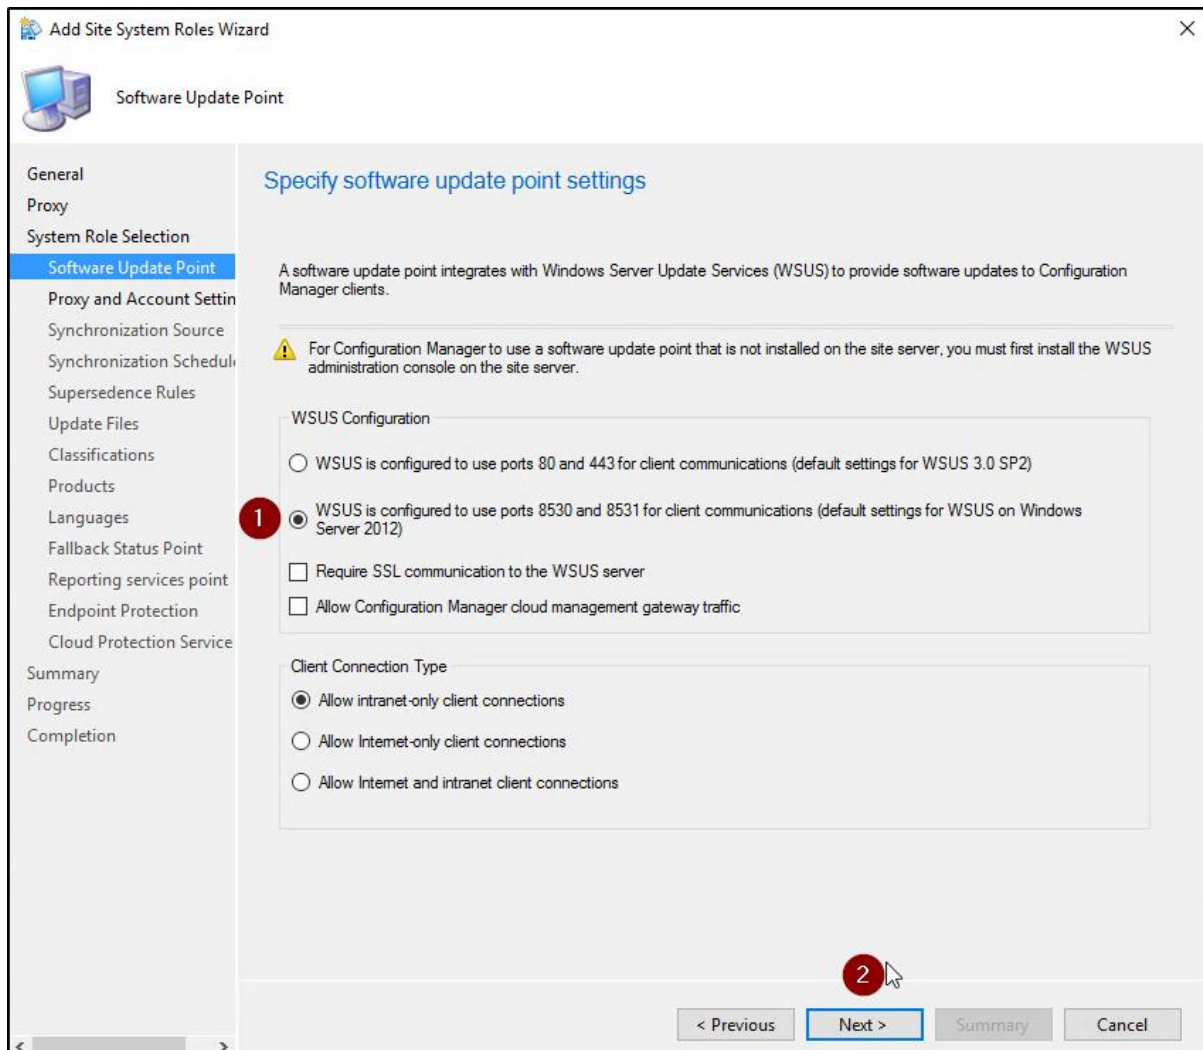 Add Site System Roles Wizard
Software Update Point
General
Proxy
System Role Selection
Software Update Point
Proxy and Account Settin
Synchronization Source
Synchronization Schedul
Supersedence Rules
Update Files
Classifications
Products
Languages
Fallback Status Point
Reporting services point
Endpoint Protection
Cloud Protection Service
Summary
Progress
Completion
Specify software update point settings
A software update point integrates with Windows Server Update Services (WSUS) to provide software updates to Configuration
Manager clients.
For Configuration Manager to use a software update point that is not installed on the site server, you must first install the WSUS
administration console on the site server.
WSUS Configuration
WSUS is configured to use ports 80 and 443 for client communications (default settings for WSUS 3.0 SP2)
1
WSUS is configured to use ports 8530 and 8531 for client communications (default settings for WSUS on Windows
Server 2012)
Require SSL communication to the WSUS server
Allow Configuration Manager cloud management gateway traffic
Client Connection Type
Allow intranet-only client connections
Allow Internet-only client connections
Allow Internet and intranet client connections
2
< Previous
Next >
Summary
Cancel